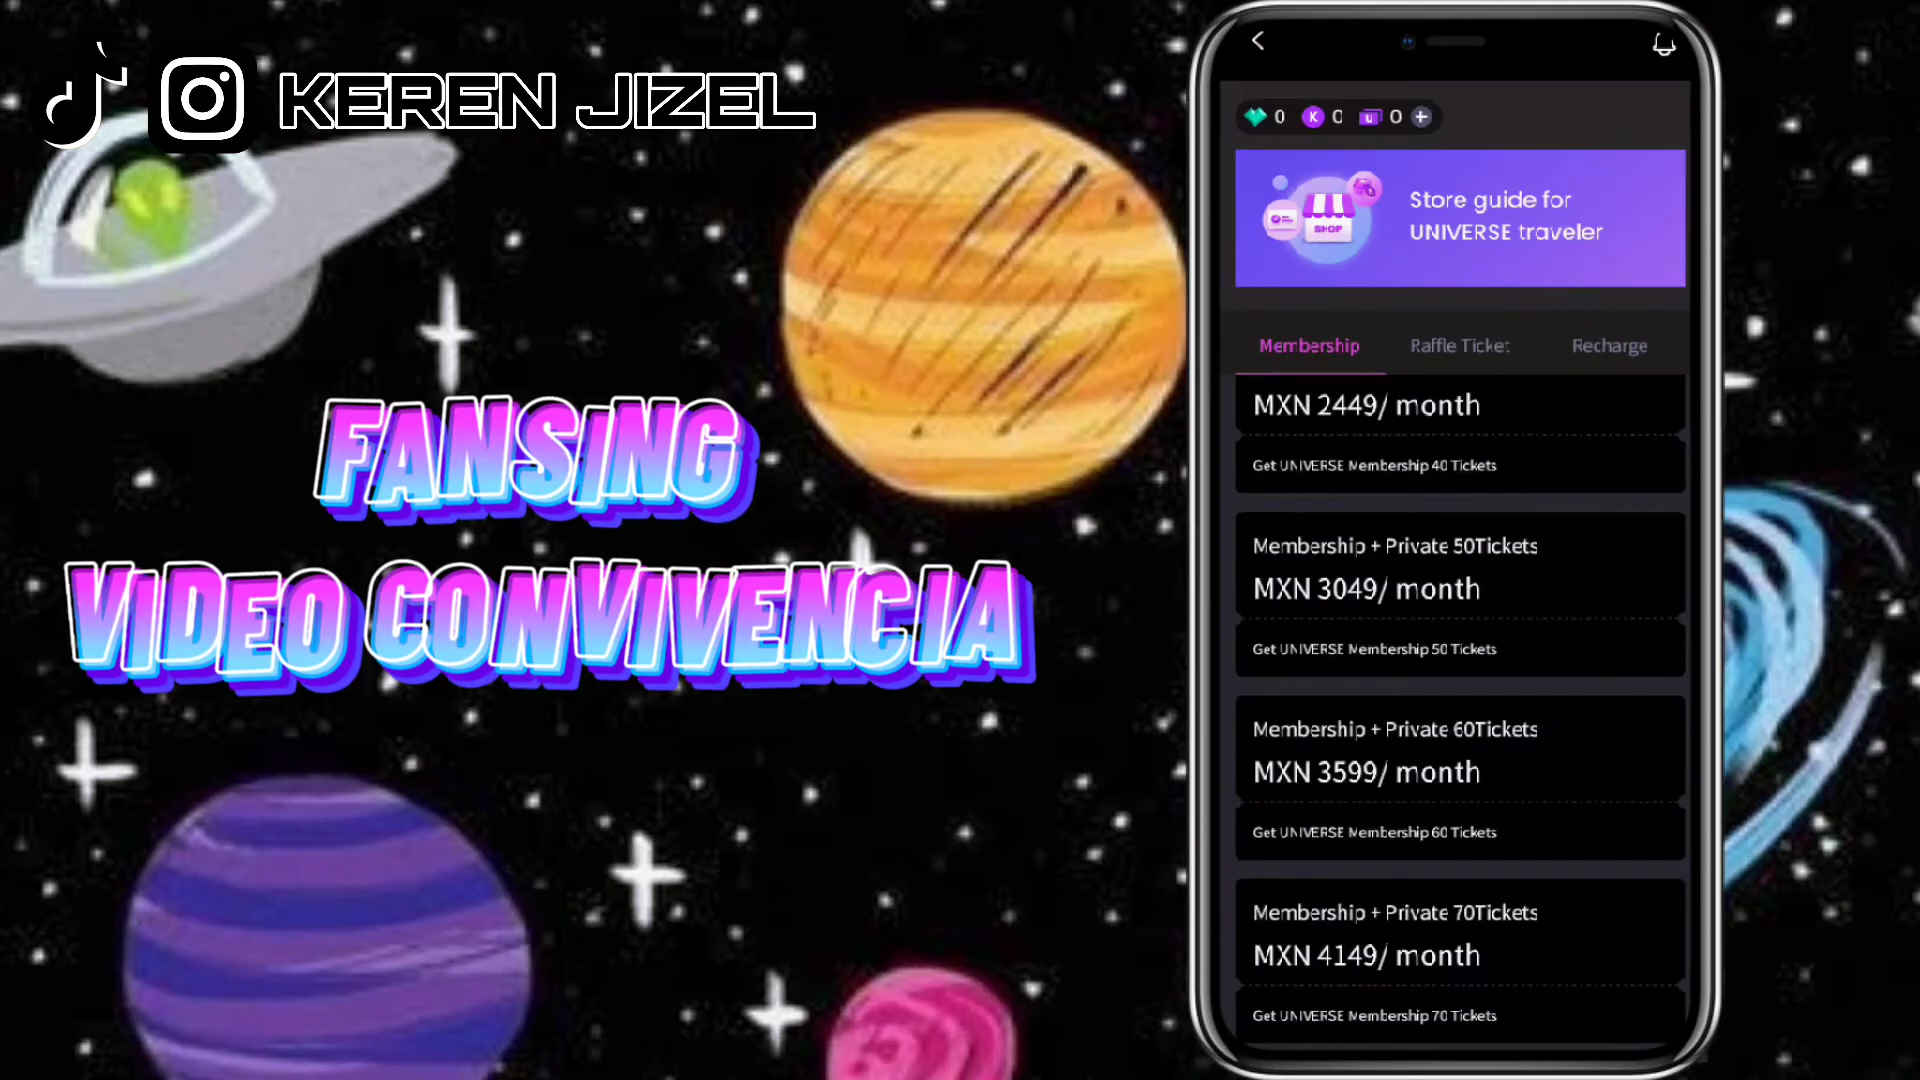 KEREN JIZEL
FANSING
VIDEO CONVIVENCIA
0 K 0 U 0
SHOP
Store guide for
UNIVERSE traveler
Membership Raffle Ticket Recharge
MXN 2449/ month
Get UNIVERSE Membership 40 Tickets
Membership + Private 50Tickets
MXN 3049/ month
Get UNIVERSE Membership 50 Tickets
Membership + Private 60Tickets
MXN 3599/ month
Get UNIVERSE Membership 60 Tickets
Membership + Private 70Tickets
MXN 4149/ month
Get UNIVERSE Membership 70 Tickets